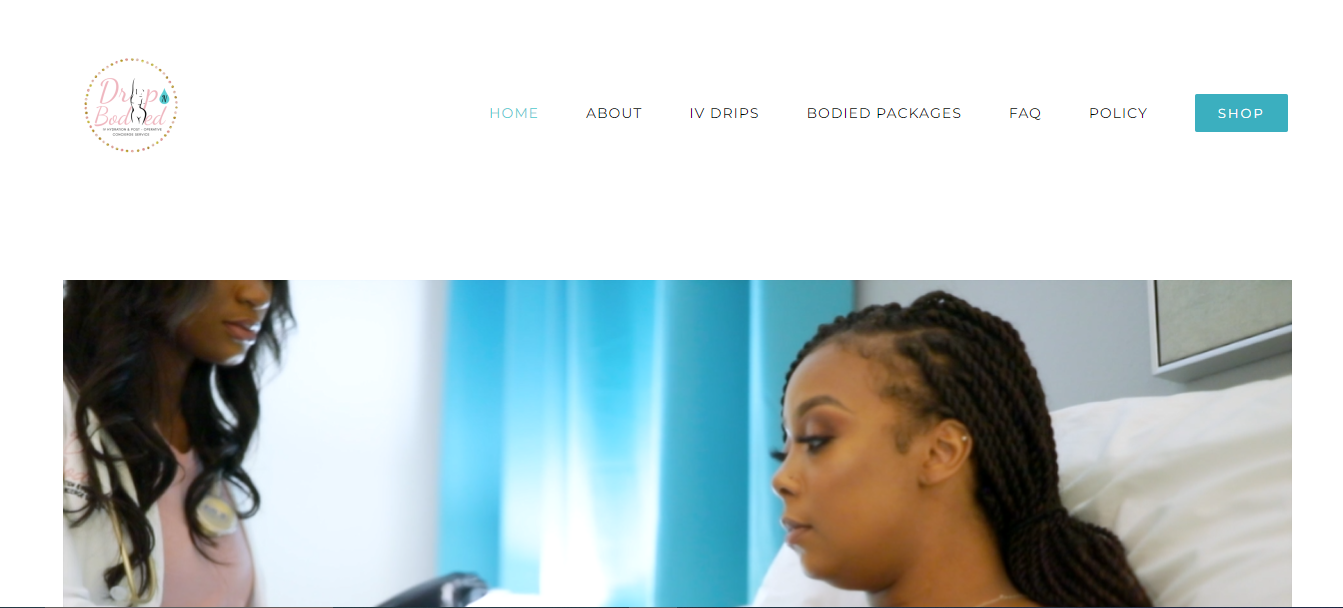 Drip N
Bodied
IV HYDRATION & POST - OPERATIVE
CONCIERGE SERVICE
HOME
ABOUT
IV DRIPS
BODIED PACKAGES
FAQ
POLICY
SHOP